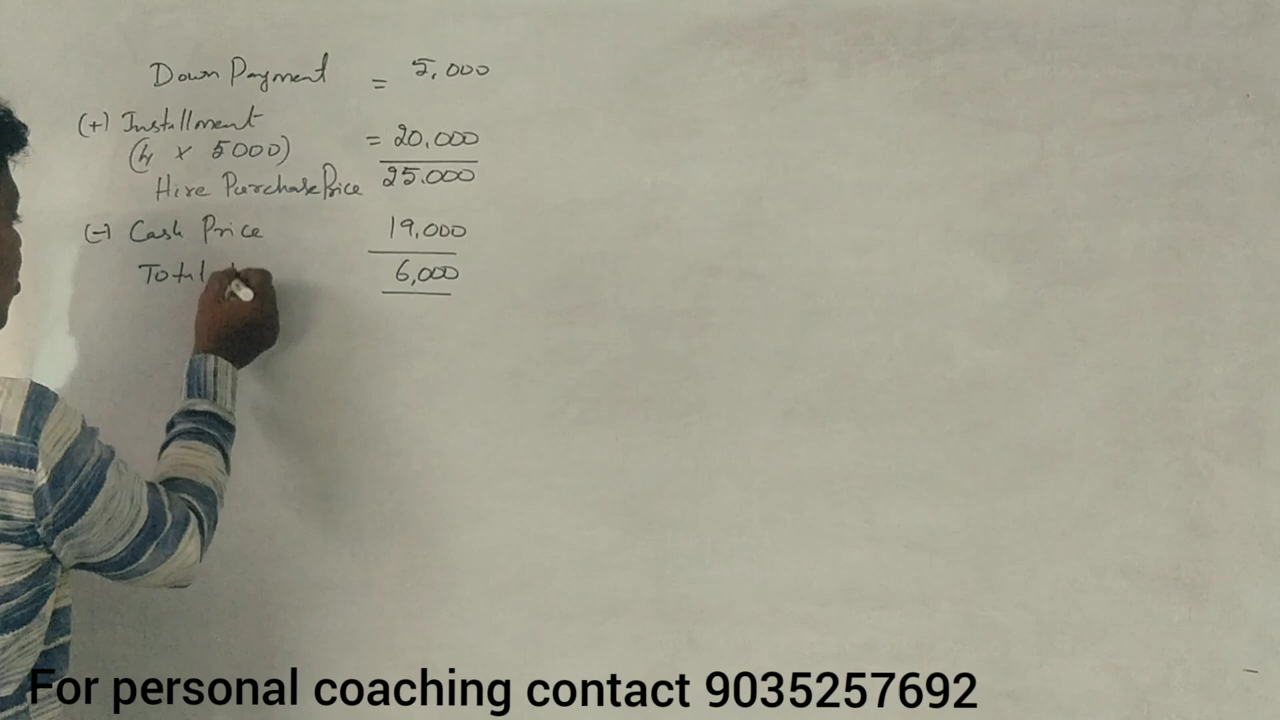 Down Payment = 5,000
(+) Installment
(4 x 5000) = 20,000
Hire Purchase Price 25.000
(-) Cash Price 19,000
Total 6,000
For personal coaching contact 9035257692